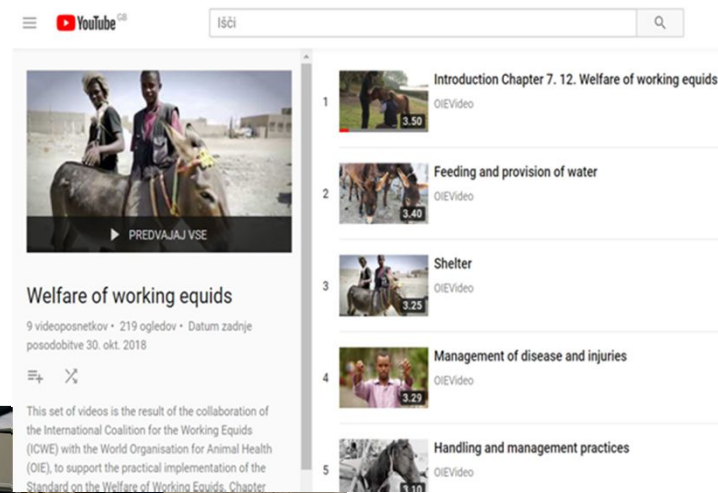 YouTube GB
Išči
PREDVAJAJ VSE
Welfare of working equids
9 videoposnetkov • 219 ogledov • Datum zadnje
posodobitve 30. okt. 2018
This set of videos is the result of the collaboration of
the International Coalition for the Working Equids
(ICWE) with the World Organisation for Animal Health
(OIE), to support the practical implementation of the
Standard on the Welfare of Working Equids, Chapter
1
3.50
Introduction Chapter 7. 12. Welfare of working equids
OIEVideo
2
3.40
Feeding and provision of water
OIEVideo
3
3.25
Shelter
OIEVideo
4
3.29
Management of disease and injuries
OIEVideo
5
3.10
Handling and management practices
OIEVideo